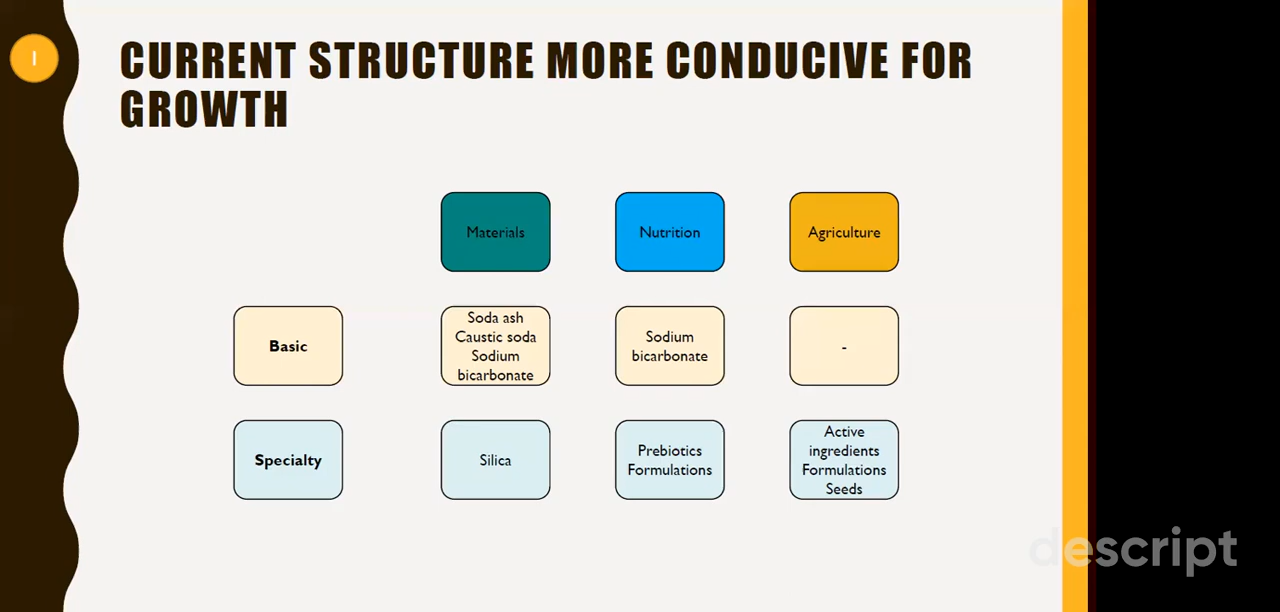 1
CURRENT STRUCTURE MORE CONDUCIVE FOR
GROWTH
Materials
Nutrition
Agriculture
Basic
Soda ash
Caustic soda
Sodium
bicarbonate
Sodium
bicarbonate
-
Specialty
Silica
Prebiotics
Formulations
Active
ingredients
Formulations
Seeds
descript